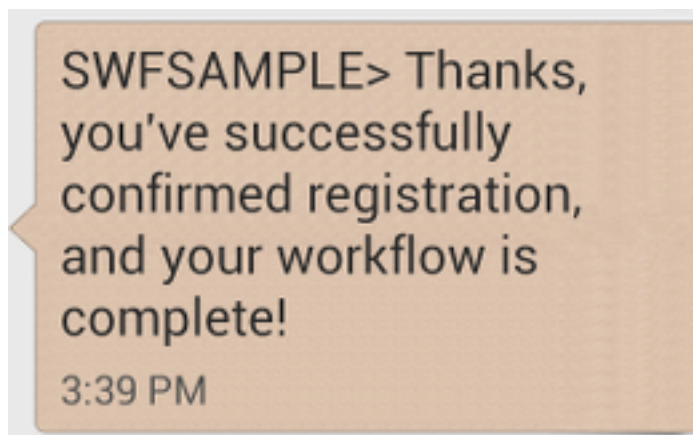 SWFSAMPLE> Thanks,
you've successfully
confirmed registration,
and your workflow is
complete!
3:39 PM